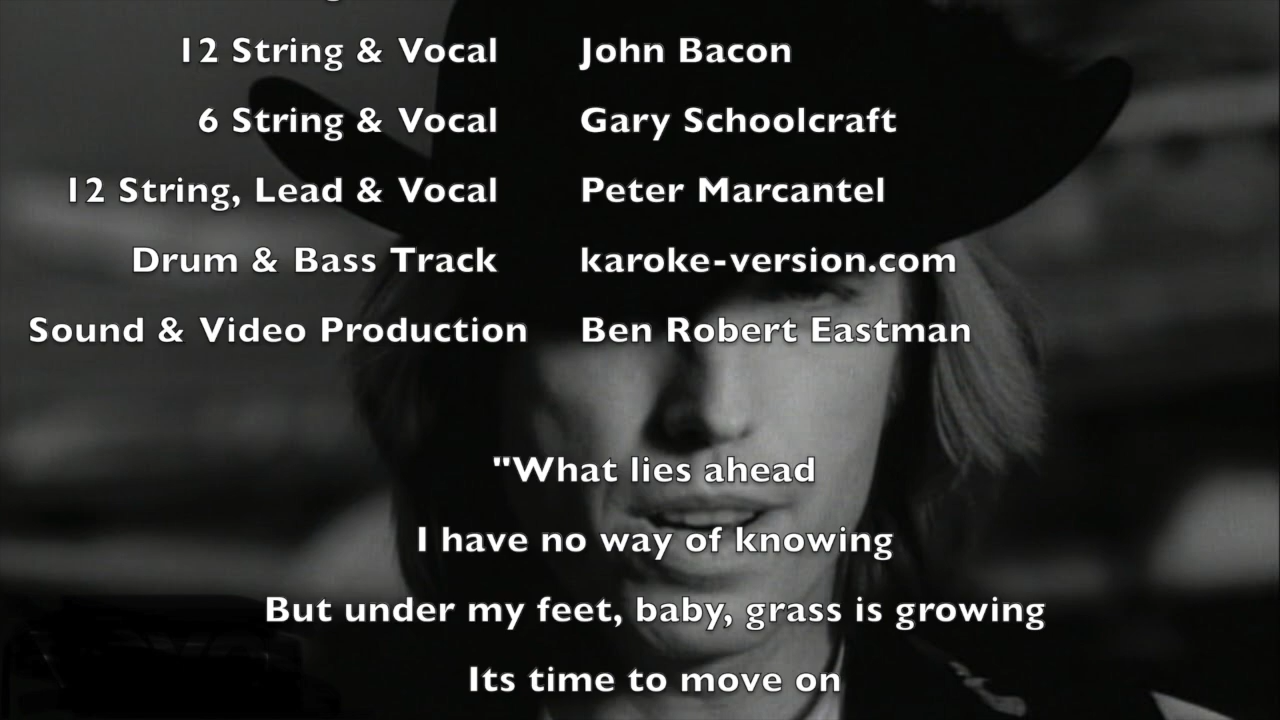 12 String & Vocal John Bacon
6 String & Vocal Gary Schoolcraft
12 String, Lead & Vocal Peter Marcantel
Drum & Bass Track karoke-version.com
Sound & Video Production Ben Robert Eastman
"What lies ahead
I have no way of knowing
But under my feet, baby, grass is growing
Its time to move on